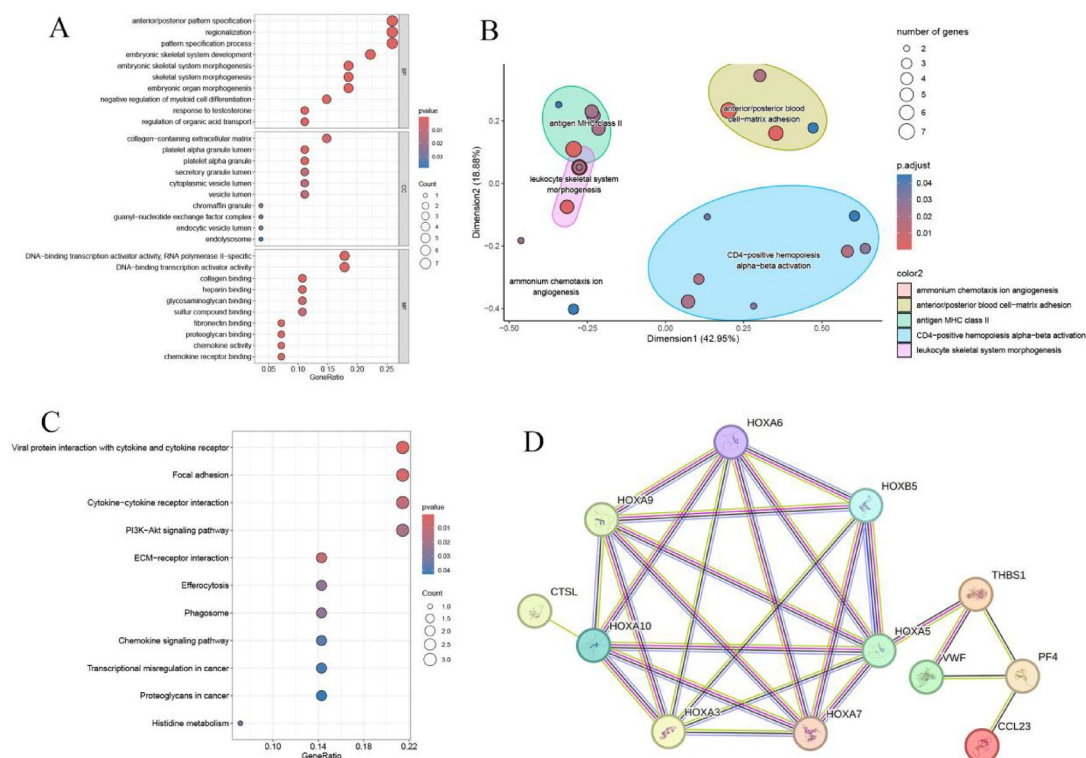 A
anterior/posterior pattern specification
regionalization
pattern specification process
embryonic skeletal system development
embryonic skeletal system morphogenesis
skeletal system morphogenesis
embryonic organ morphogenesis
negative regulation of myeloid cell differentiation
response to testosterone
regulation of organic acid transport
BP
collagen-containing extracellular matrix
platelet alpha granule lumen
platelet alpha granule
secretory granule lumen
cytoplasmic vesicle lumen
vesicle lumen
chromaffin granule
guanyl-nucleotide exchange factor complex
endocytic vesicle lumen
endolysosome
CC
DNA-binding transcription activator activity, RNA polymerase II-specific
DNA-binding transcription activator activity
collagen binding
heparin binding
glycosaminoglycan binding
sulfur compound binding
fibronectin binding
proteoglycan binding
chemokine activity
chemokine receptor binding
MF
0.05 0.10 0.15 0.20 0.25
GeneRatio
pvalue
0.01
0.02
0.03
Count
1
2
3
4
5
6
7
B
0.2
0.0
-0.2
-0.4
Dimension2 (18.88%)
anterior/posterior blood
cell-matrix adhesion
antigen MHC class II
leukocyte skeletal system
morphogenesis
CD4-positive hemopoiesis
alpha-beta activation
ammonium chemotaxis ion
angiogenesis
-0.50 -0.25 0.00 0.25 0.50
Dimension1 (42.95%)
number of genes
2
3
4
5
6
7
p.adjust
0.04
0.03
0.02
0.01
color2
ammonium chemotaxis ion angiogenesis
anterior/posterior blood cell-matrix adhesion
antigen MHC class II
CD4-positive hemopoiesis alpha-beta activation
leukocyte skeletal system morphogenesis
C
Viral protein interaction with cytokine and cytokine receptor
Focal adhesion
Cytokine-cytokine receptor interaction
PI3K-Akt signaling pathway
ECM-receptor interaction
Efferocytosis
Phagosome
Chemokine signaling pathway
Transcriptional misregulation in cancer
Proteoglycans in cancer
Histidine metabolism
0.10 0.14 0.18 0.22
GeneRatio
pvalue
0.01
0.02
0.03
0.04
Count
1.0
1.5
2.0
2.5
3.0
D
HOXA6
HOXA9
HOXB5
THBS1
CTSL
HOXA10
HOXA5
VWF
PF4
HOXA3
HOXA7
CCL23